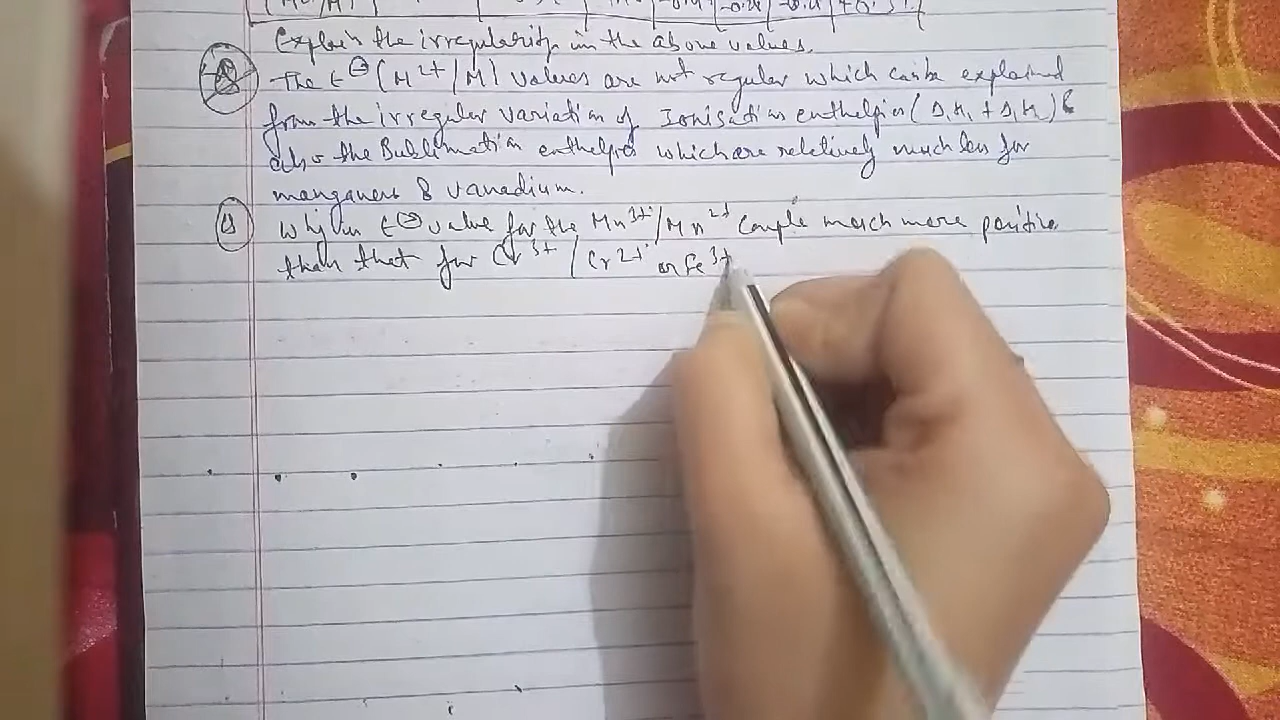 Explain the irregularity in the above values.
The E⊖ (M2+/M) values are not regular which can be explained
from the irregular variation of Ionisation enthalpies (ΔiH1 + ΔiH2) &
also the Sublimation enthalpies which are relatively much less for
manganese & vanadium.
Why is E⊖ value for the Mn3+/Mn2+ Couple much more positive
than that for Cr3+ / Cr2+ or Fe3+